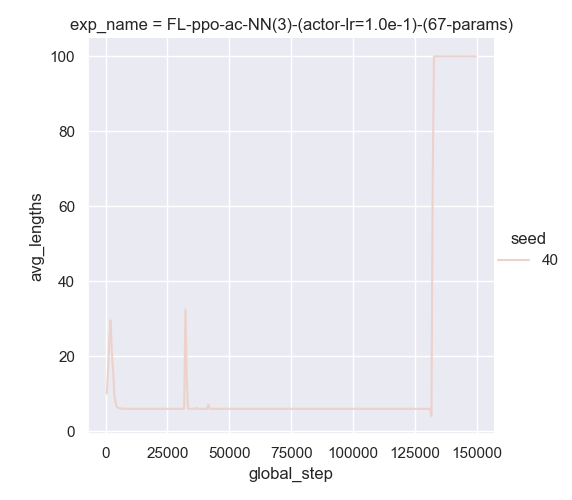 exp_name = FL-ppo-ac-NN(3)-(actor-lr=1.0e-1)-(67-params)
100
80
60
40
20
0
avg_lengths
0 25000 50000 75000 100000 125000 150000
global_step
seed
40